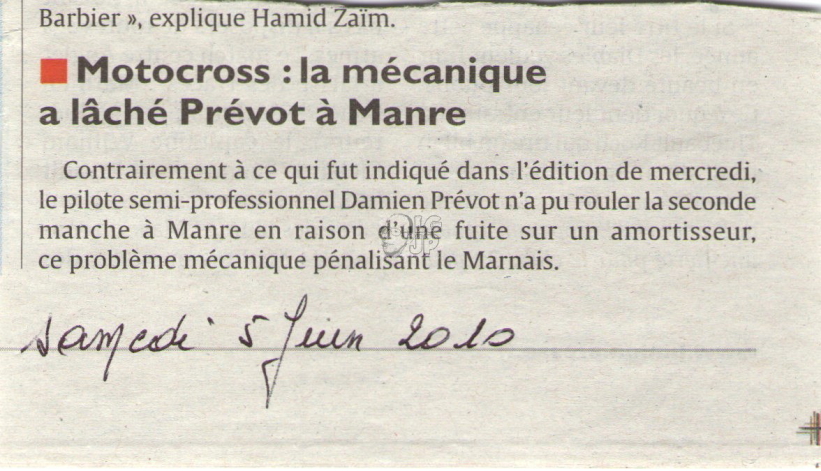 Barbier », explique Hamid Zaïm.
Motocross : la mécanique
a lâché Prévot à Manre
Contrairement à ce qui fut indiqué dans l'édition de mercredi,
le pilote semi-professionnel Damien Prévot n'a pu rouler la seconde
manche à Manre en raison d'une fuite sur un amortisseur,
ce problème mécanique pénalisant le Marnais.
samedi 5 Juin 2010